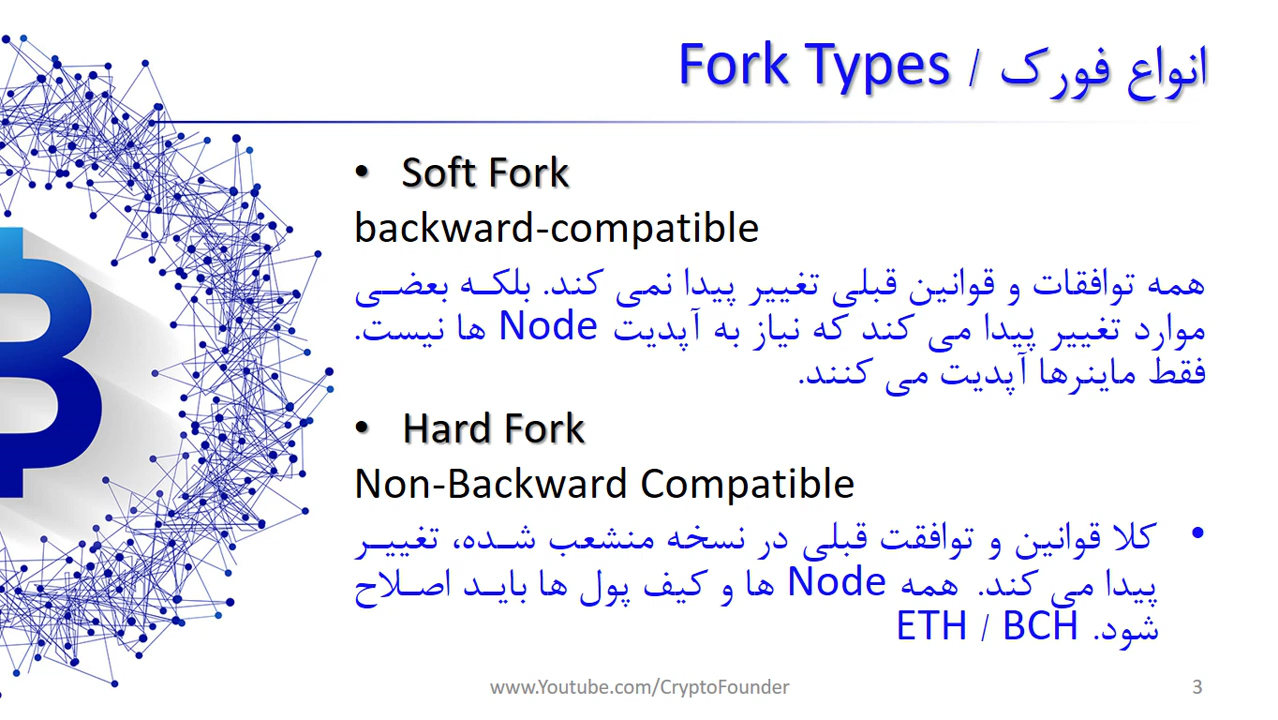 انواع فورک / Fork Types
• Soft Fork
backward-compatible
همه توافقات و قوانین قبلی تغییر پیدا نمی کند. بلکه بعضی
موارد تغییر پیدا می کند که نیاز به آپدیت Node ها نیست.
فقط ماینرها آپدیت می کنند.
• Hard Fork
Non-Backward Compatible
• کلا قوانین و توافقت قبلی در نسخه منشعب شده، تغییر
پیدا می کند. همه Node ها و کیف پول ها باید اصلاح
شود. ETH / BCH
www.Youtube.com/CryptoFounder
3